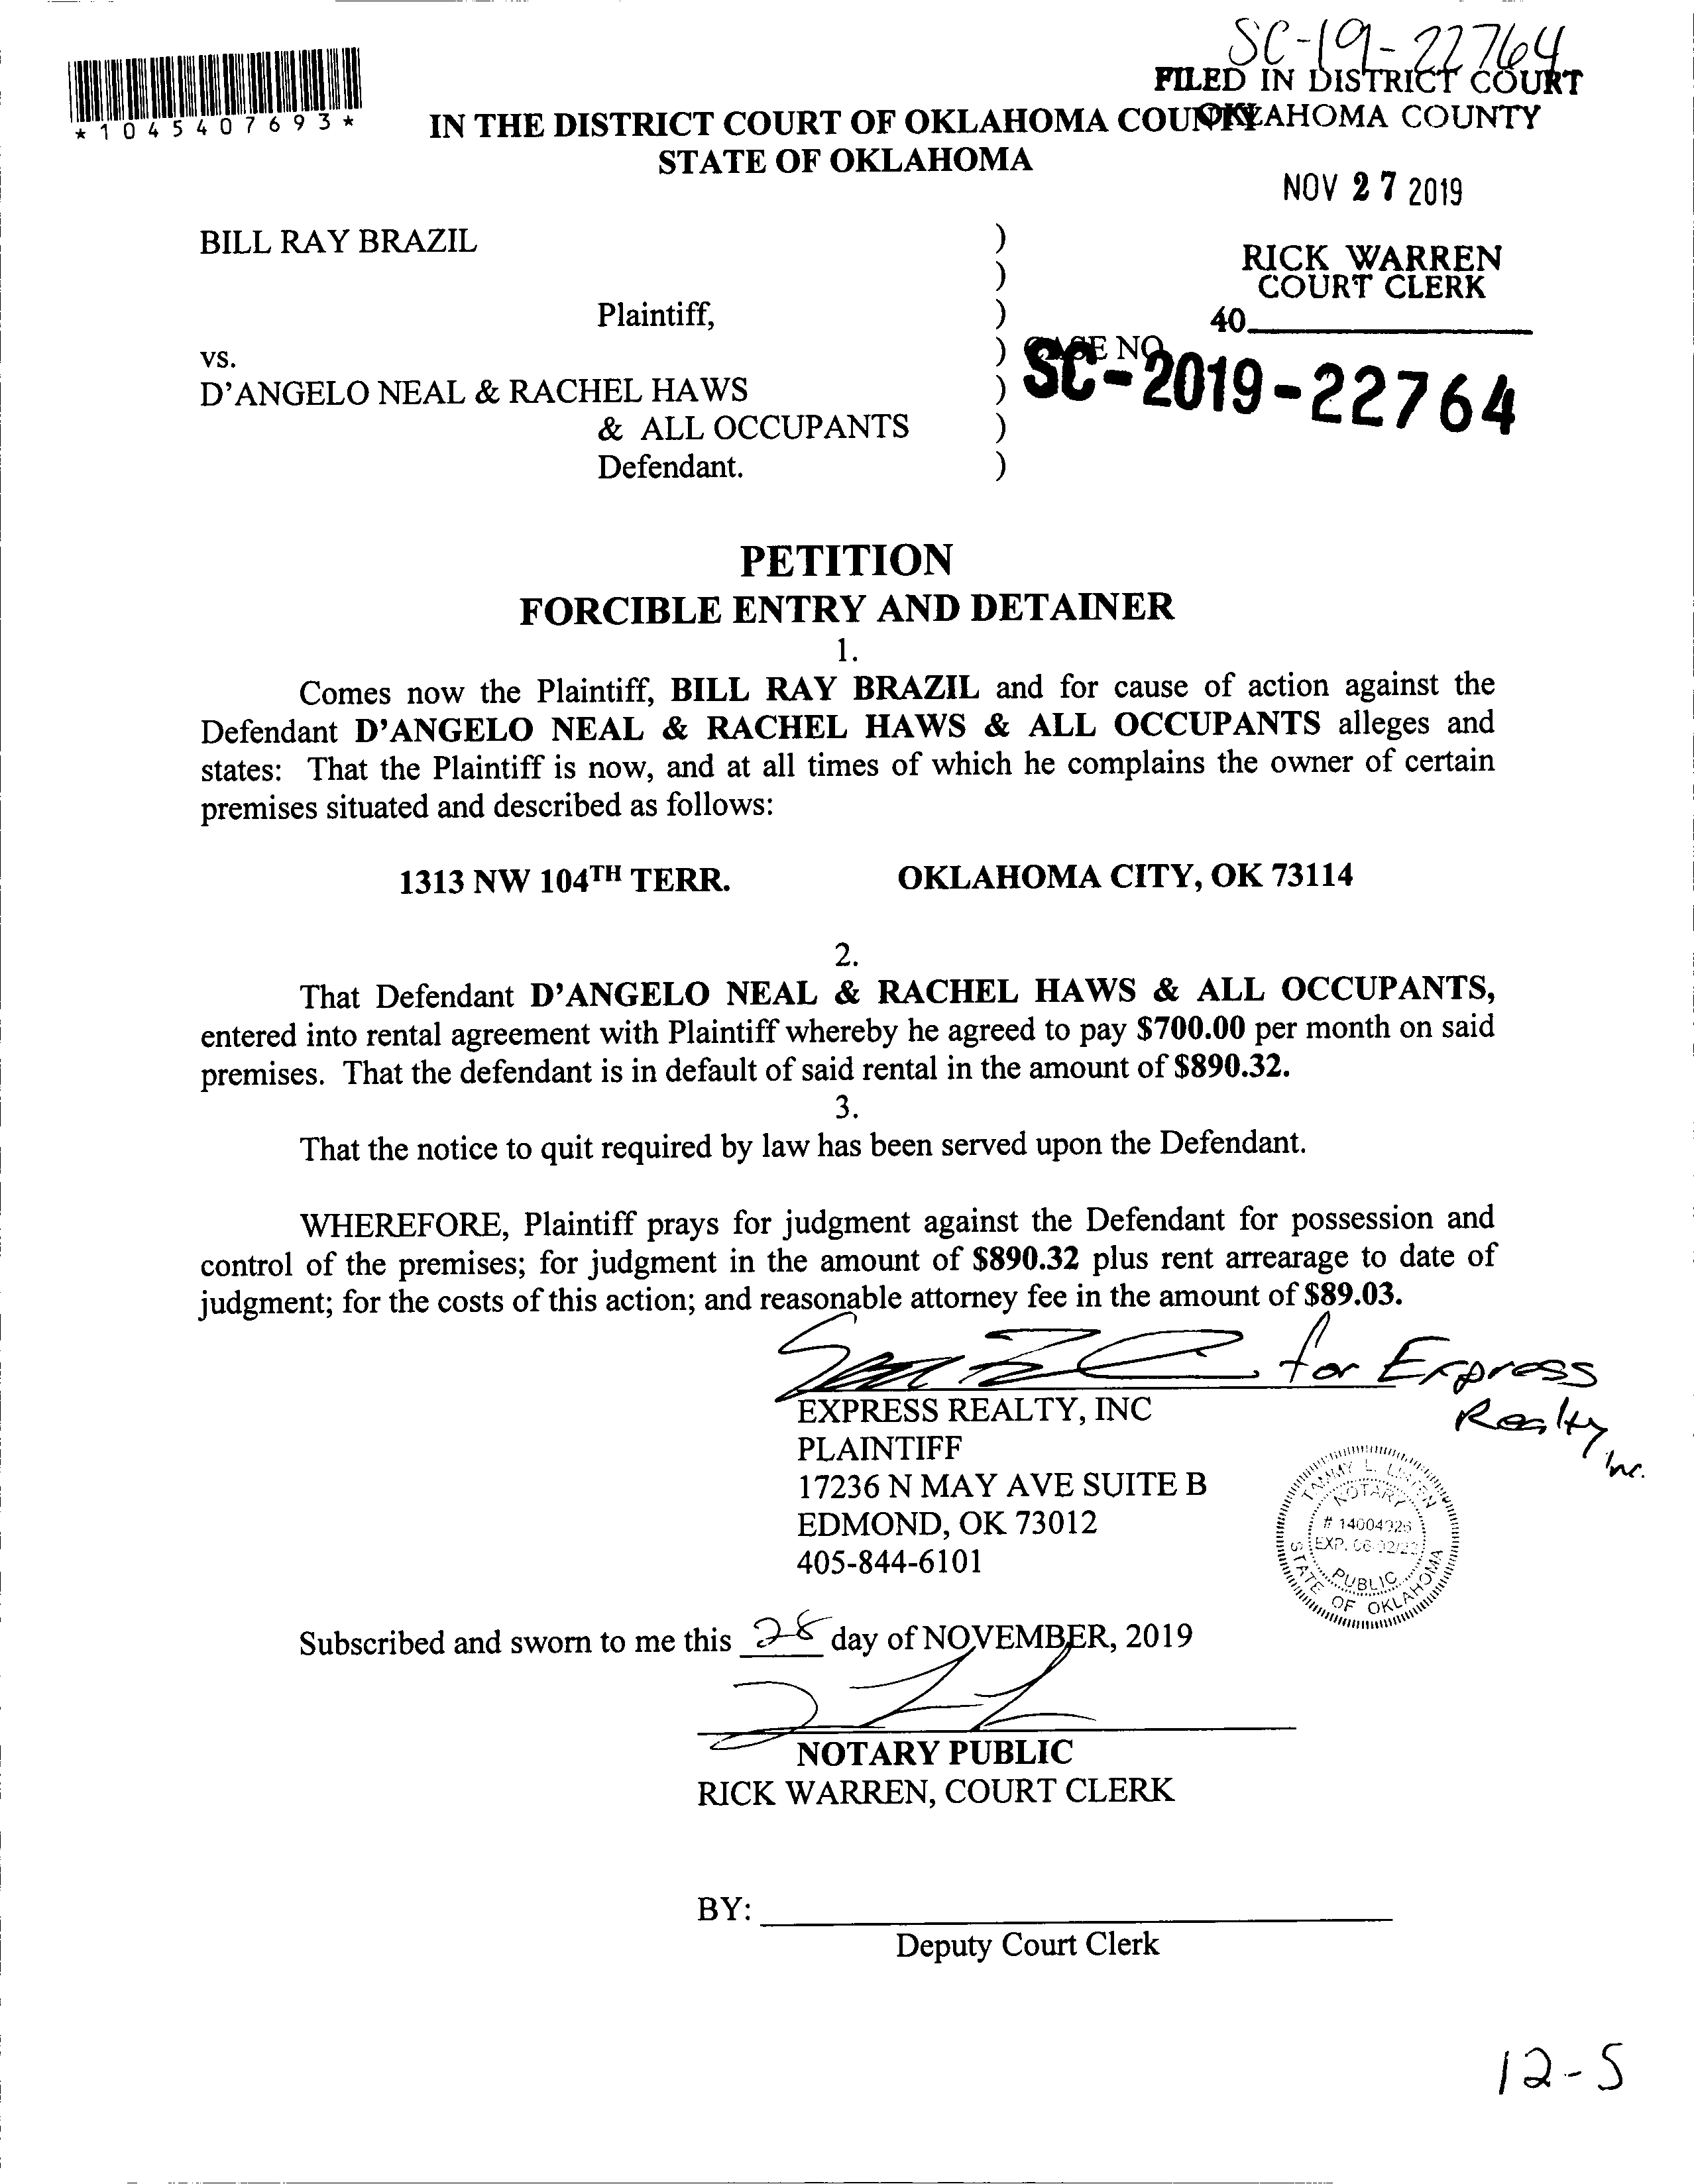 SC-19-22764
FILED IN DISTRICT COURT
OKLAHOMA COUNTY
*1045407693*
IN THE DISTRICT COURT OF OKLAHOMA COUNTY
STATE OF OKLAHOMA
NOV 27 2019
BILL RAY BRAZIL )
)
RICK WARREN
COURT CLERK
Plaintiff, )
40
vs. ) CASE NO.
SC-2019-22764
D'ANGELO NEAL & RACHEL HAWS )
& ALL OCCUPANTS )
Defendant. )
PETITION
FORCIBLE ENTRY AND DETAINER
1.
Comes now the Plaintiff, BILL RAY BRAZIL and for cause of action against the
Defendant D'ANGELO NEAL & RACHEL HAWS & ALL OCCUPANTS alleges and
states: That the Plaintiff is now, and at all times of which he complains the owner of certain
premises situated and described as follows:
1313 NW 104TH TERR. OKLAHOMA CITY, OK 73114
2.
That Defendant D'ANGELO NEAL & RACHEL HAWS & ALL OCCUPANTS,
entered into rental agreement with Plaintiff whereby he agreed to pay $700.00 per month on said
premises. That the defendant is in default of said rental in the amount of $890.32.
3.
That the notice to quit required by law has been served upon the Defendant.
WHEREFORE, Plaintiff prays for judgment against the Defendant for possession and
control of the premises; for judgment in the amount of $890.32 plus rent arrearage to date of
judgment; for the costs of this action; and reasonable attorney fee in the amount of $89.03.
for Express
Realty, Inc.
EXPRESS REALTY, INC
PLAINTIFF
17236 N MAY AVE SUITE B
EDMOND, OK 73012
405-844-6101
TAMMY L.
NOTARY
PUBLIC
STATE OF OKLAHOMA
Subscribed and sworn to me this 28 day of NOVEMBER, 2019
NOTARY PUBLIC
RICK WARREN, COURT CLERK
BY:
Deputy Court Clerk
12-5